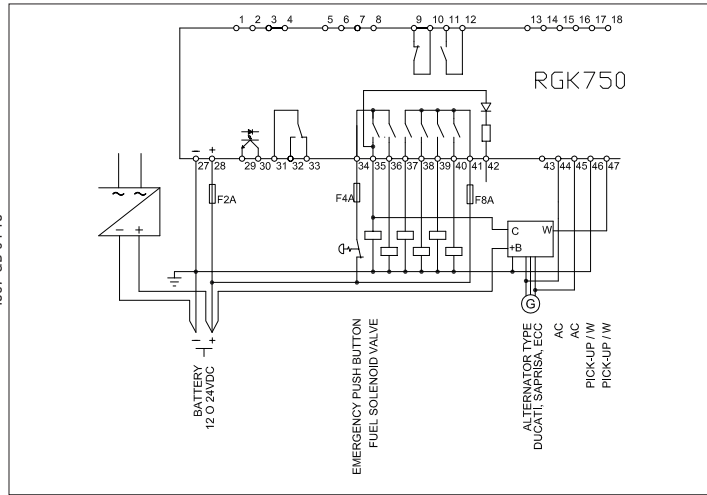 1 2 3 4 5 6 7 8 9 10 11 12 13 14 15 16 17 18
RGK750
− +
27 28 29 30 31 32 33 34 35 36 37 38 39 40 41 42 43 44 45 46 47
F2A
F4A
F8A
~ ~
− +
C W
+B
G
− +
BATTERY
12 O 24VDC
EMERGENCY PUSH BUTTON
FUEL SOLENOID VALVE
ALTERNATOR TYPE
DUCATI, SAPRISA, ECC
AC
AC
PICK-UP / W
PICK-UP / W